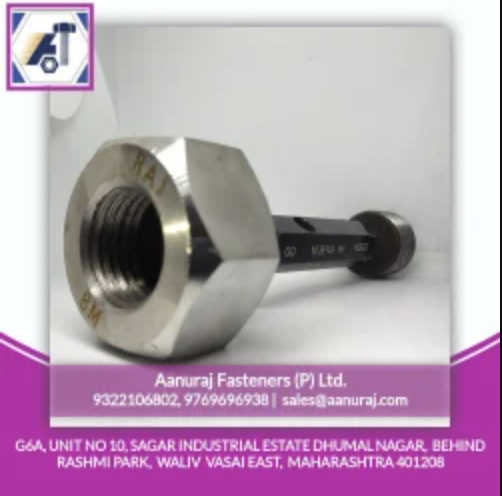 RAJ
8M
GO
Aanuraj Fasteners (P) Ltd.
9322106802, 9769696938 | sales@aanuraj.com
G6A, UNIT NO 10, SAGAR INDUSTRIAL ESTATE DHUMAL NAGAR, BEHIND
RASHMI PARK, WALIV VASAI EAST, MAHARASHTRA 401208